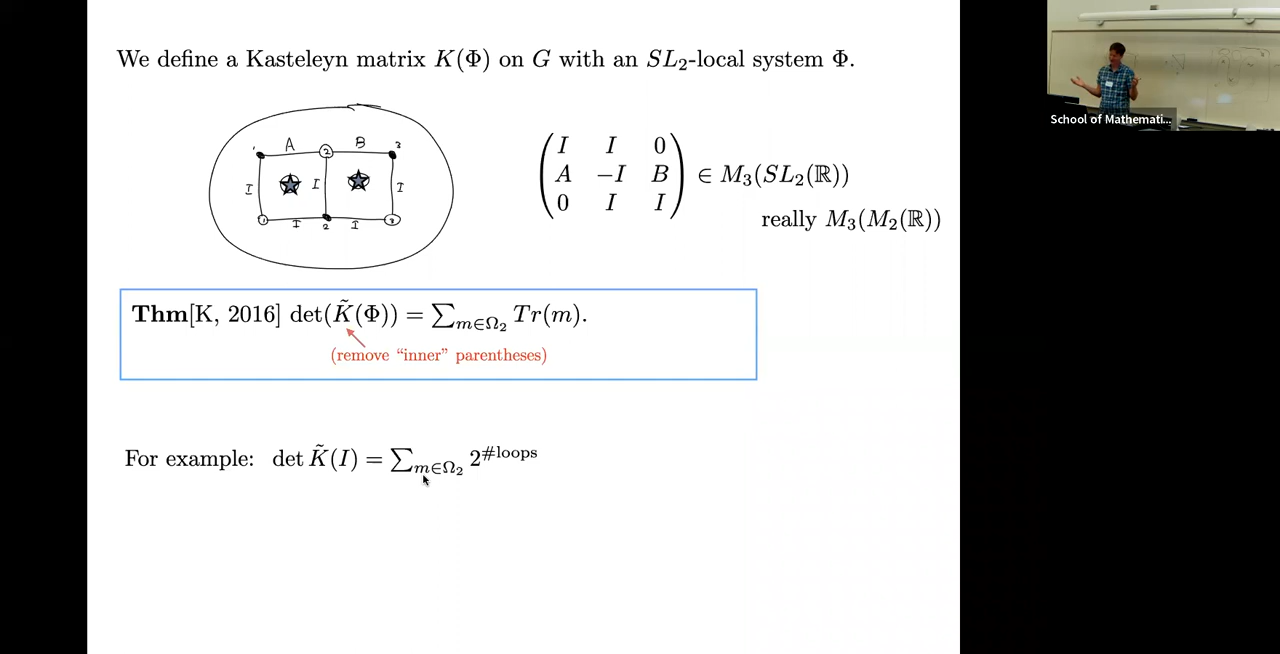 We define a Kasteleyn matrix K(Φ) on G with an SL₂-local system Φ.
A B
1 2 3
I I I
1 I 2 I 3
I I 0
A −I B ∈ M₃(SL₂(ℝ))
0 I I
really M₃(M₂(ℝ))
Thm[K, 2016] det(K̃(Φ)) = ∑_{m∈Ω₂} Tr(m).
(remove “inner” parentheses)
For example: det K̃(I) = ∑_{m∈Ω₂} 2^{#loops}
School of Mathemati...